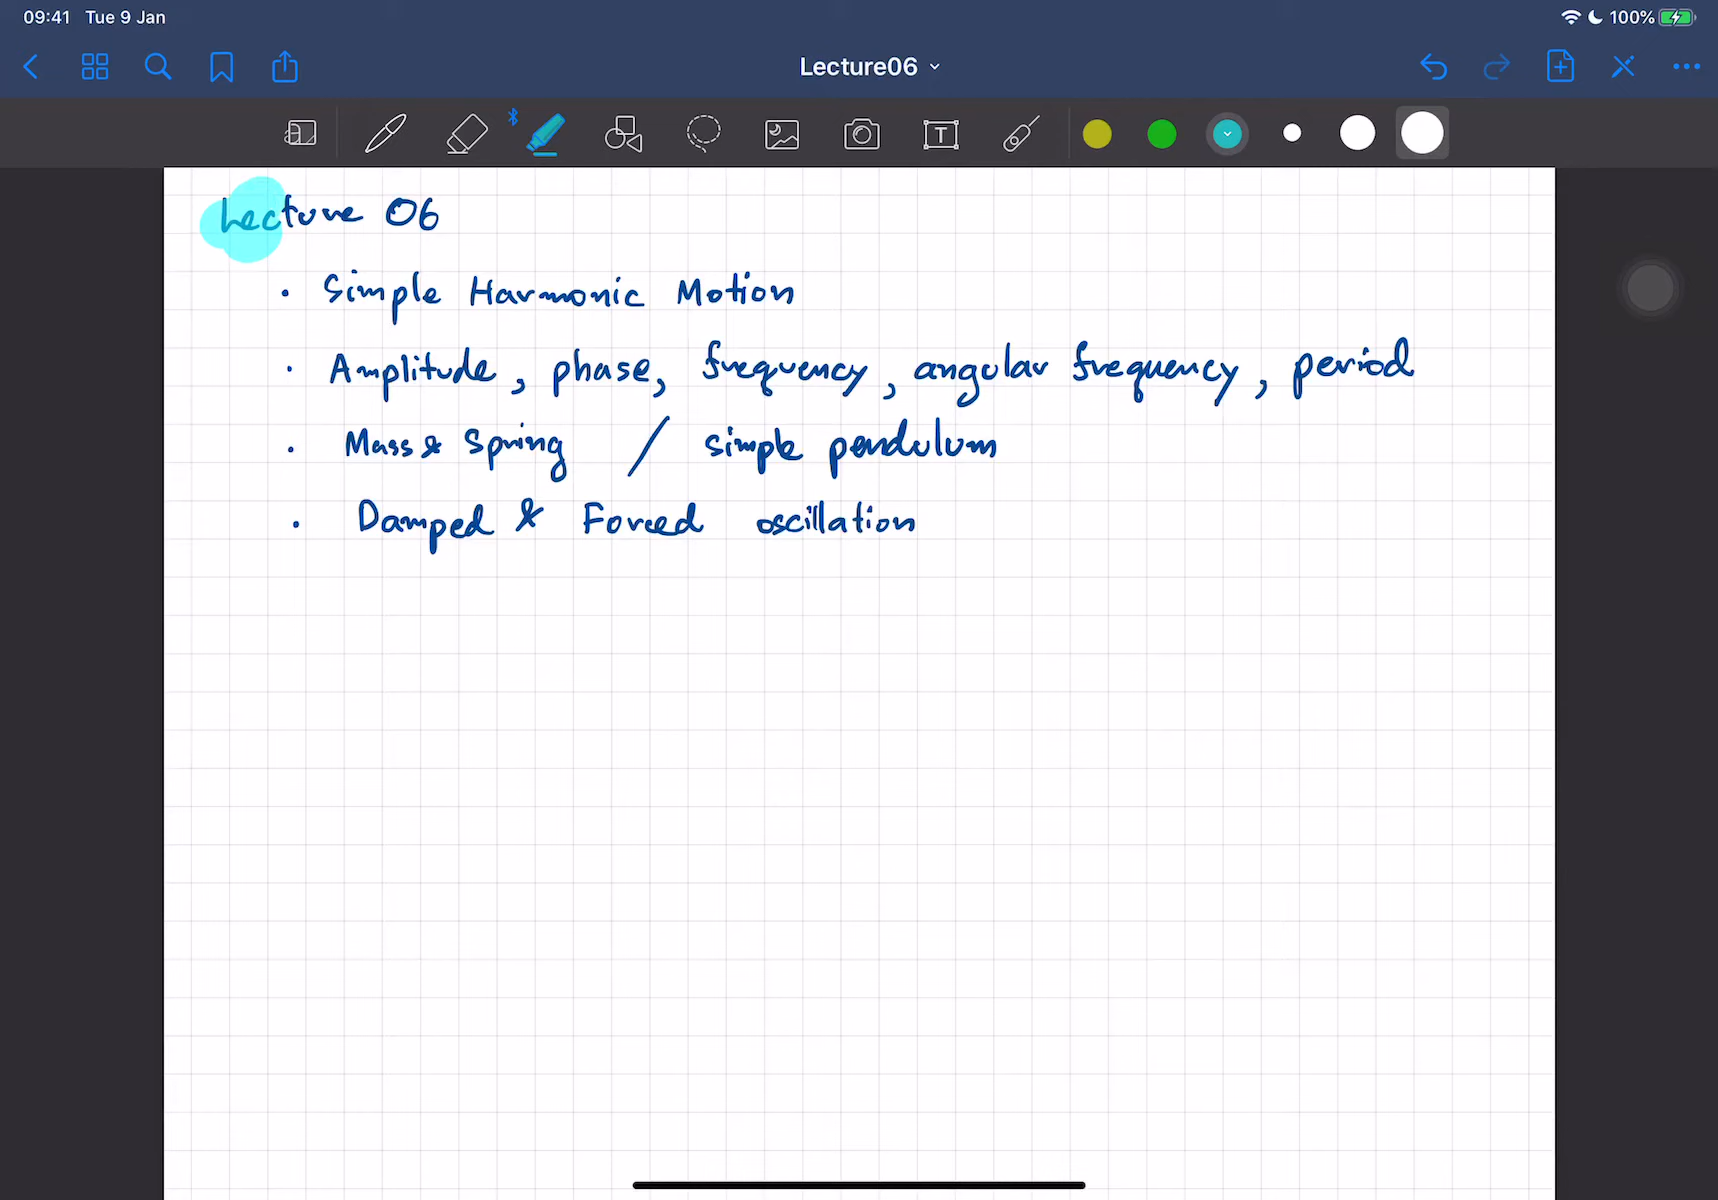 09:41 Tue 9 Jan 100%
Lecture06
T
Lecture 06
· Simple Harmonic Motion
· Amplitude, phase, frequency, angular frequency, period
· Mass & Spring / simple pendulum
· Damped & Forced oscillation